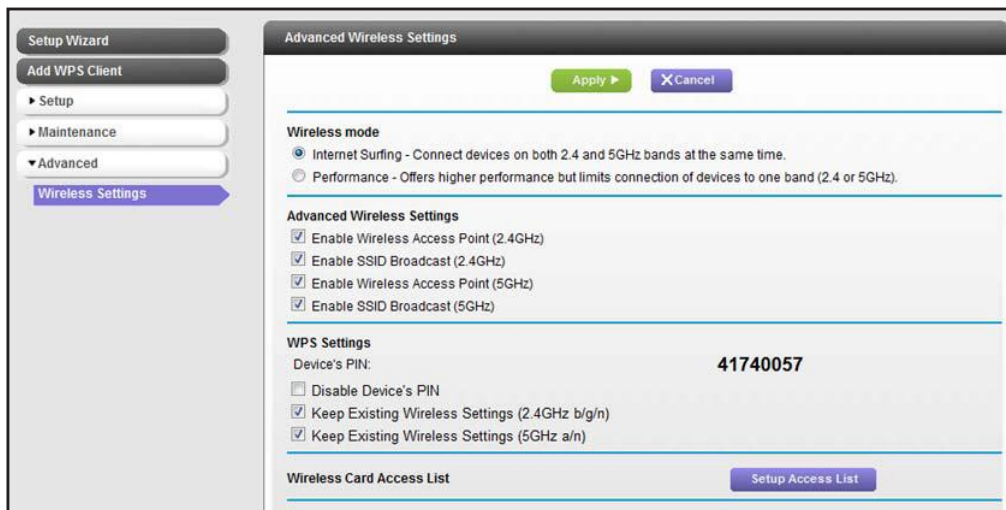 Setup Wizard
Add WPS Client
Setup
Maintenance
Advanced
Wireless Settings
Advanced Wireless Settings
Apply
Cancel
Wireless mode
Internet Surfing - Connect devices on both 2.4 and 5GHz bands at the same time.
Performance - Offers higher performance but limits connection of devices to one band (2.4 or 5GHz).
Advanced Wireless Settings
Enable Wireless Access Point (2.4GHz)
Enable SSID Broadcast (2.4GHz)
Enable Wireless Access Point (5GHz)
Enable SSID Broadcast (5GHz)
WPS Settings
Device's PIN: 41740057
Disable Device's PIN
Keep Existing Wireless Settings (2.4GHz b/g/n)
Keep Existing Wireless Settings (5GHz a/n)
Wireless Card Access List Setup Access List